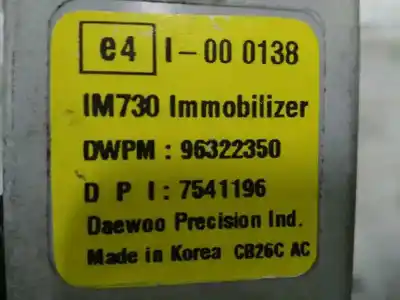 e4 I-00 0138
IM730 Immobilizer
DWPM : 96322350
D P I : 7541196
Daewoo Precision Ind.
Made in Korea CB26C AC